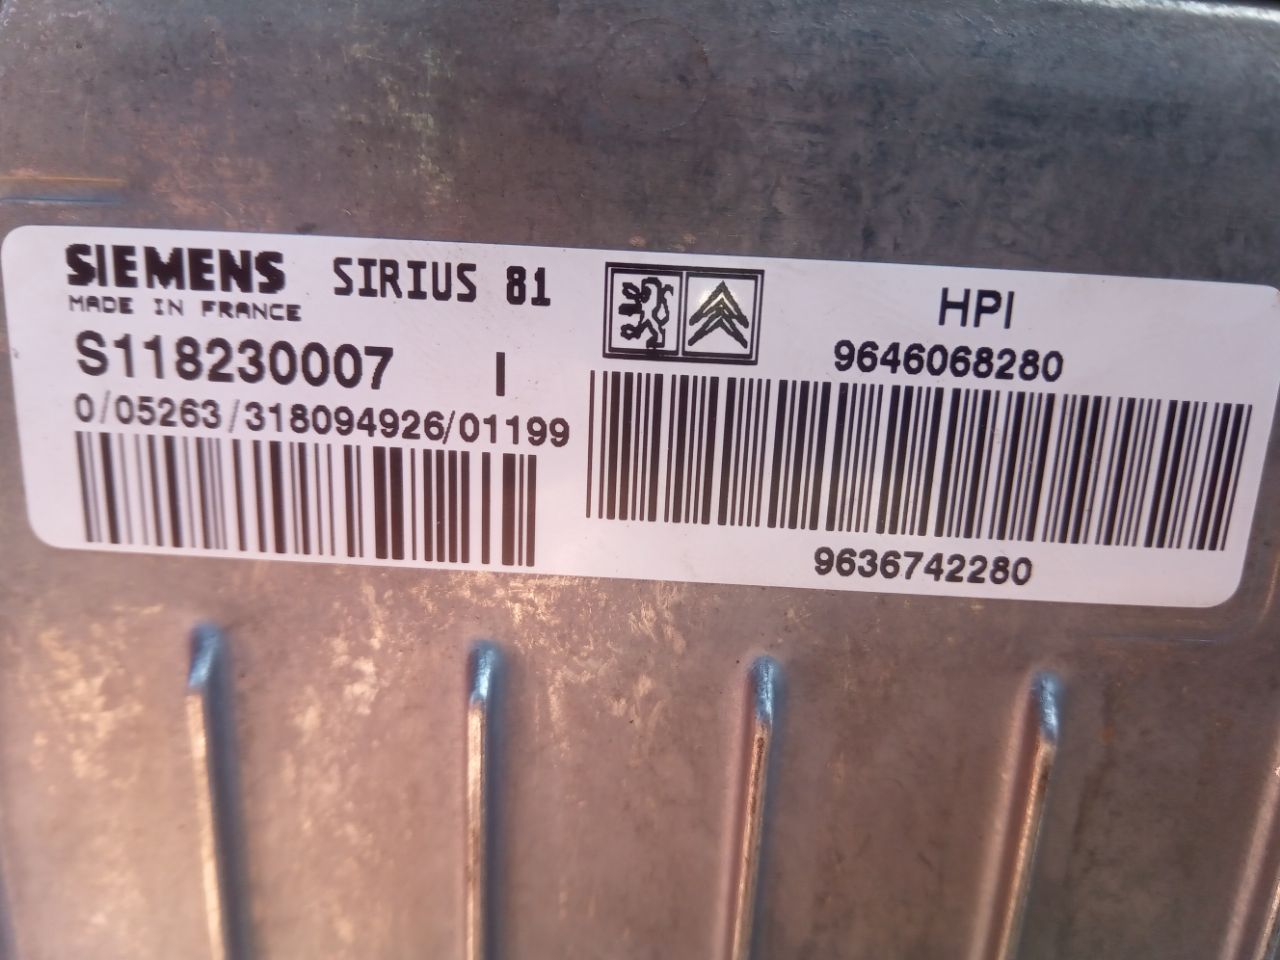 SIEMENS SIRIUS 81
MADE IN FRANCE
S118230007 I
0/05263/318094926/01199
HPI
9646068280
9636742280